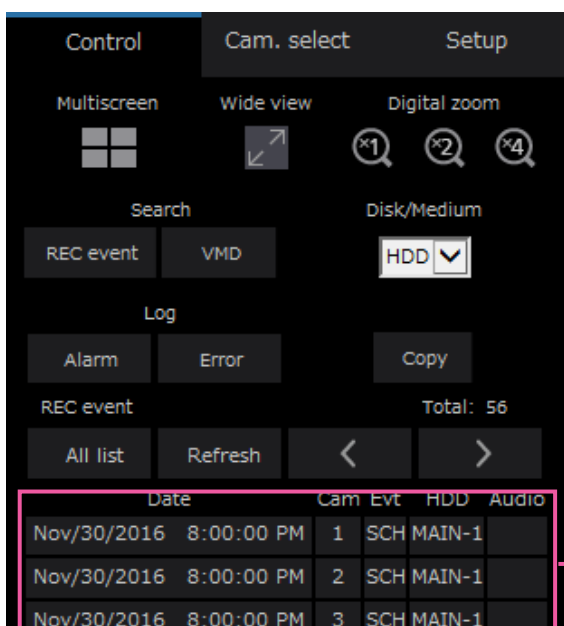 Control Cam. select Setup
Multiscreen Wide view Digital zoom
×1 ×2 ×4
Search Disk/Medium
REC event VMD HDD
Log
Alarm Error Copy
REC event Total: 56
All list Refresh < >
Date Cam Evt HDD Audio
Nov/30/2016 8:00:00 PM 1 SCH MAIN-1
Nov/30/2016 8:00:00 PM 2 SCH MAIN-1
Nov/30/2016 8:00:00 PM 3 SCH MAIN-1